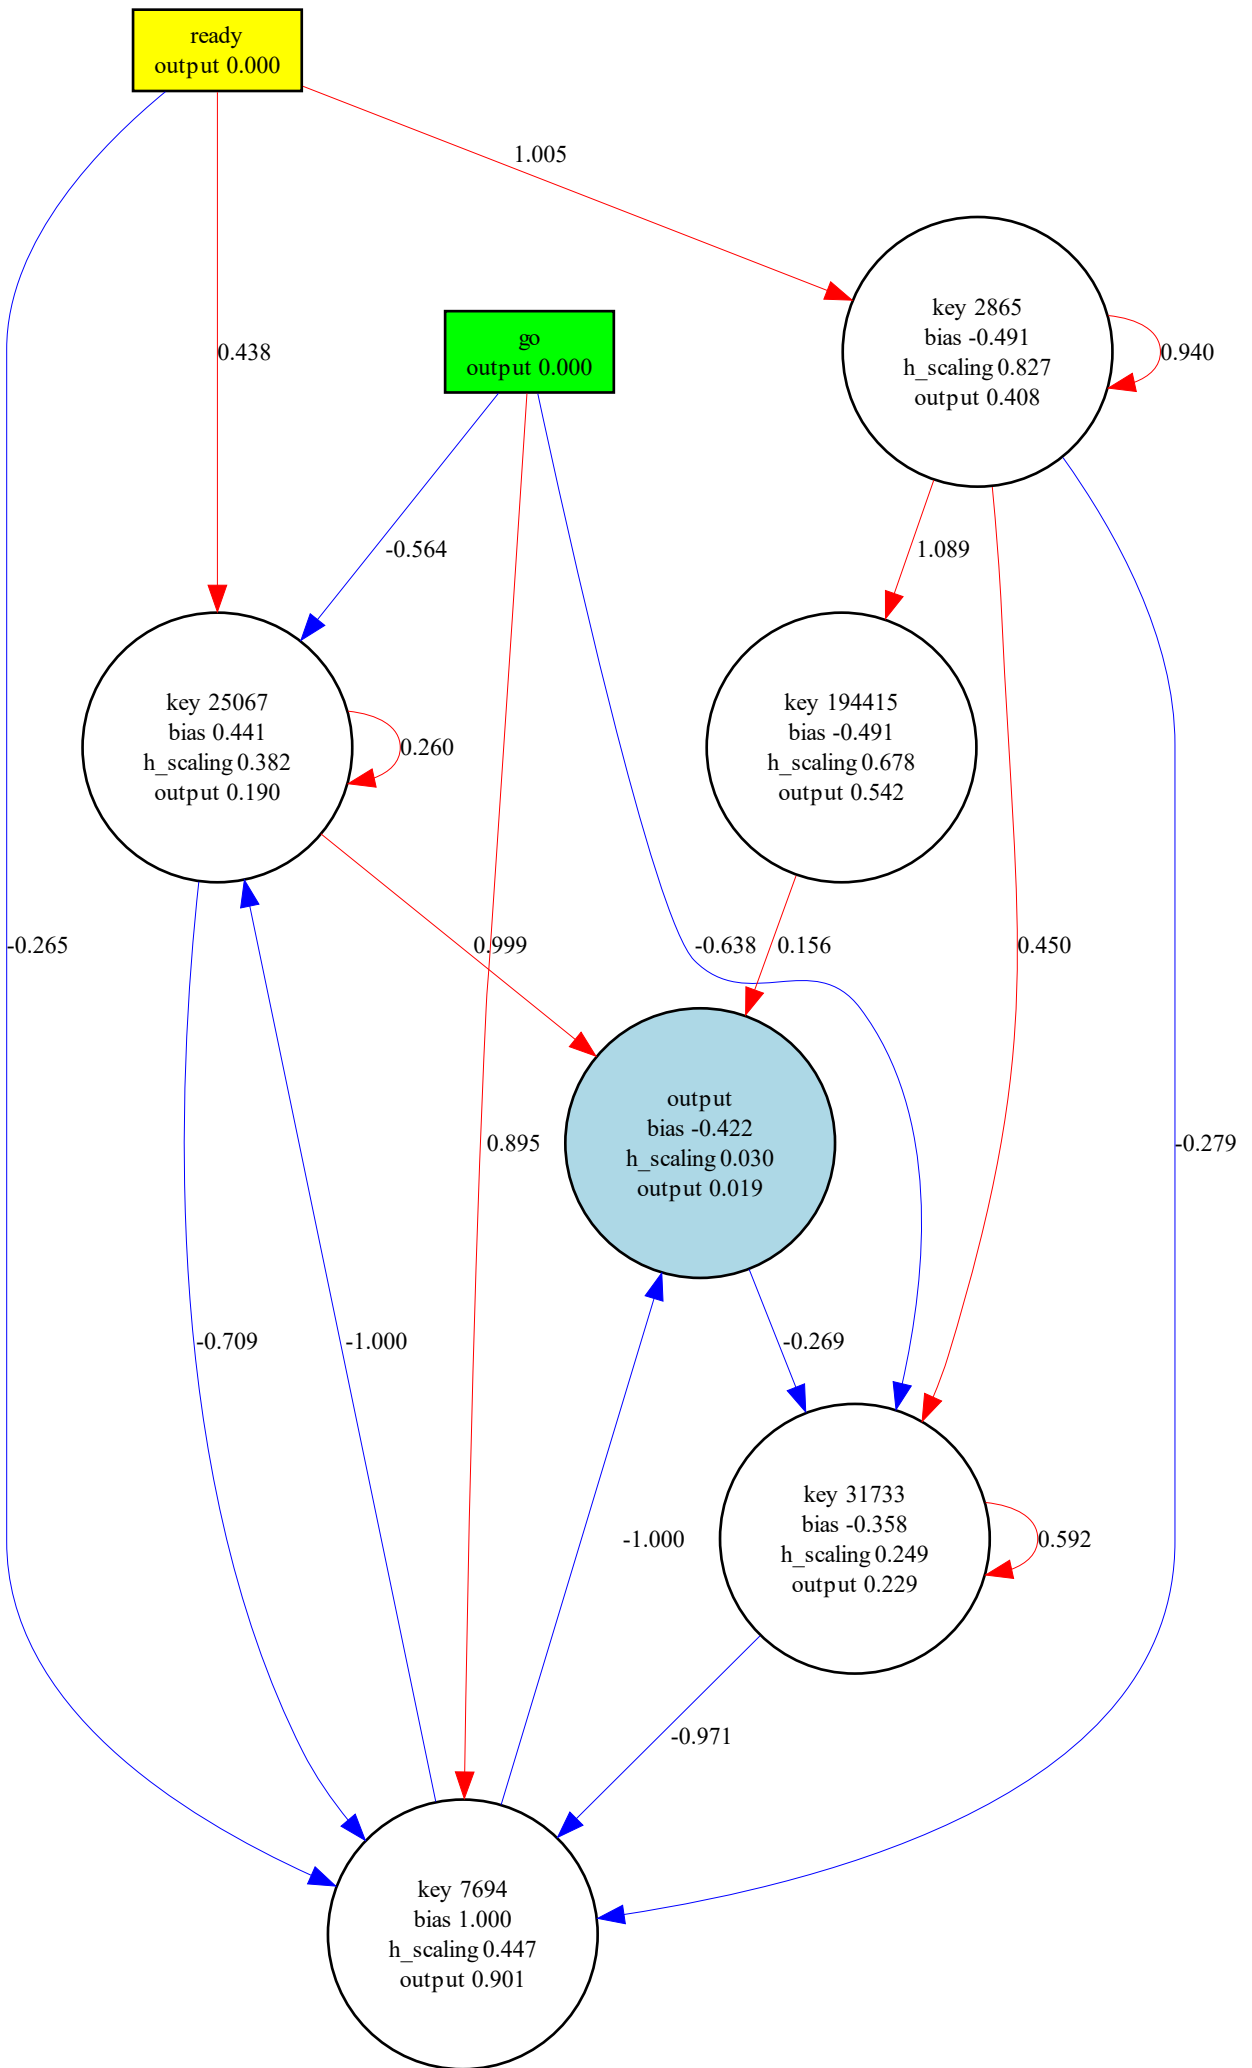 ready
output 0.000
1.005
key 2865
bias -0.491
h_scaling 0.827
output 0.408
0.940
go
output 0.000
0.438
-0.564
1.089
key 25067
bias 0.441
h_scaling 0.382
output 0.190
0.260
key 194415
bias -0.491
h_scaling 0.678
output 0.542
-0.265
0.999
-0.638
0.156
0.450
output
bias -0.422
h_scaling 0.030
output 0.019
0.895
-0.279
-0.709
-1.000
-0.269
key 31733
bias -0.358
h_scaling 0.249
output 0.229
-1.000
0.592
-0.971
key 7694
bias 1.000
h_scaling 0.447
output 0.901